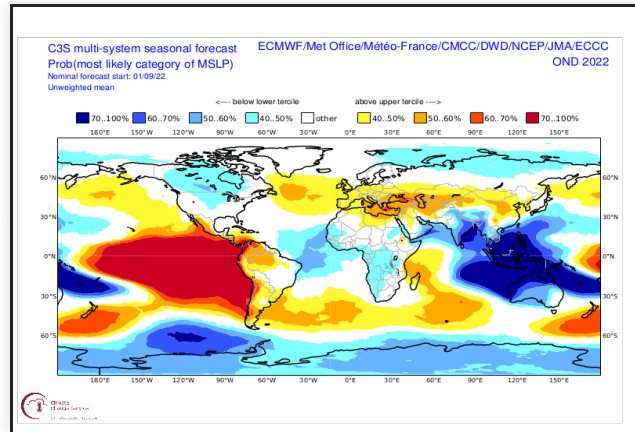 C3S multi-system seasonal forecast
ECMWF/Met Office/Météo-France/CMCC/DWD/NCEP/JMA/ECCC
Prob(most likely category of MSLP)
OND 2022
Nominal forecast start: 01/09/22
Unweighted mean
<---- below lower tercile
above upper tercile ---->
70..100% 60..70% 50..60% 40..50% other 40..50% 50..60% 60..70% 70..100%
180°E 150°W 120°W 90°W 60°W 30°W 0°E 30°E 60°E 90°E 120°E 150°E
60°N 60°N
30°N 30°N
0°N 0°N
30°S 30°S
60°S 60°S
180°E 150°W 120°W 90°W 60°W 30°W 0°E 30°E 60°E 90°E 120°E 150°E
Climate
Change Service